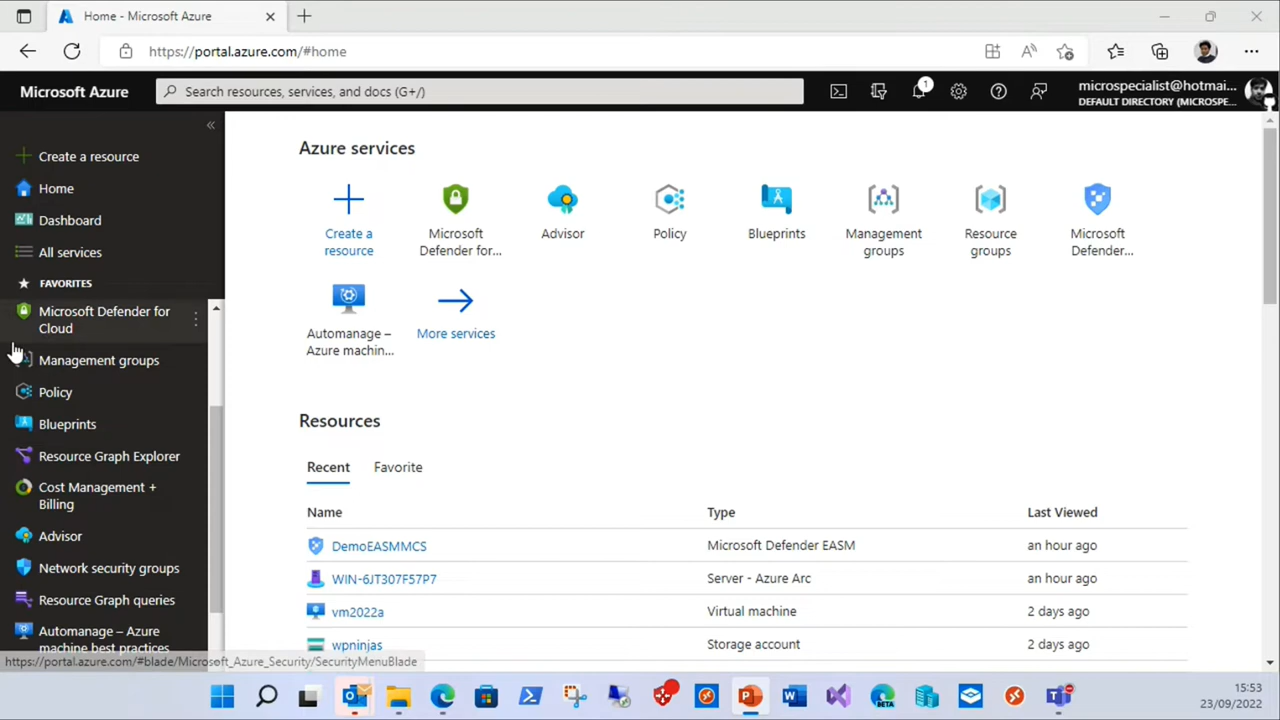 Home - Microsoft Azure
https://portal.azure.com/#home
Microsoft Azure
Search resources, services, and docs (G+/)
1
microspecialist@hotmai...
DEFAULT DIRECTORY (MICROSPE...
Create a resource
Home
Dashboard
All services
FAVORITES
Microsoft Defender for
Cloud
Management groups
Policy
Blueprints
Resource Graph Explorer
Cost Management +
Billing
Advisor
Network security groups
Resource Graph queries
Automanage – Azure
machine best practices
https://portal.azure.com/#blade/Microsoft_Azure_Security/SecurityMenuBlade
Azure services
Create a
resource
Microsoft
Defender for...
Advisor
Policy
Blueprints
Management
groups
Resource
groups
Microsoft
Defender...
Automanage –
Azure machin...
More services
Resources
Recent
Favorite
Name
Type
Last Viewed
DemoEASMMCS
Microsoft Defender EASM
an hour ago
WIN-6JT307F57P7
Server - Azure Arc
an hour ago
vm2022a
Virtual machine
2 days ago
wpninjas
Storage account
2 days ago
15:53
23/09/2022